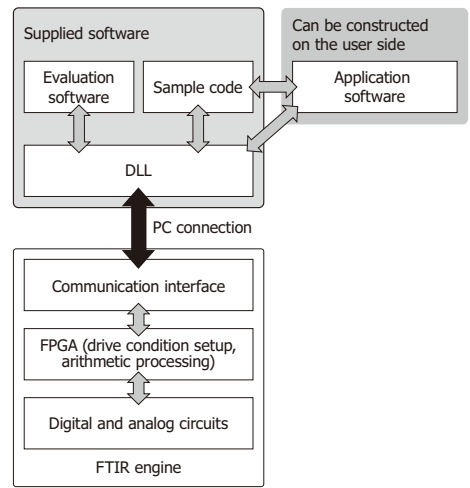 Supplied software
Can be constructed
on the user side
Evaluation
software
Sample code
Application
software
DLL
PC connection
Communication interface
FPGA (drive condition setup,
arithmetic processing)
Digital and analog circuits
FTIR engine